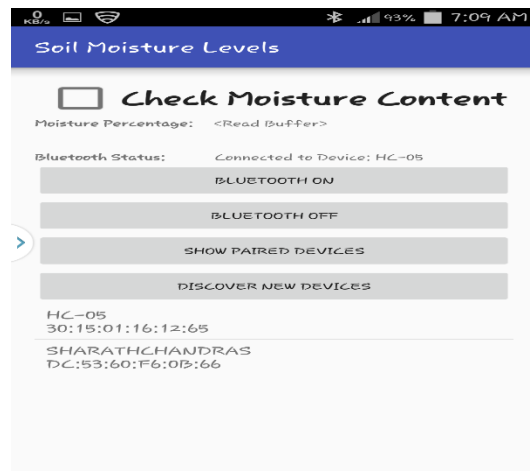 0
KB/s 93% 7:09 AM
Soil Moisture Levels
Check Moisture Content
Moisture Percentage: <Read Buffer>
Bluetooth Status: Connected to Device: HC-05
BLUETOOTH ON
BLUETOOTH OFF
SHOW PAIRED DEVICES
DISCOVER NEW DEVICES
HC-05
30:15:01:16:12:65
SHARATHCHANDRAS
DC:53:60:F6:0B:66